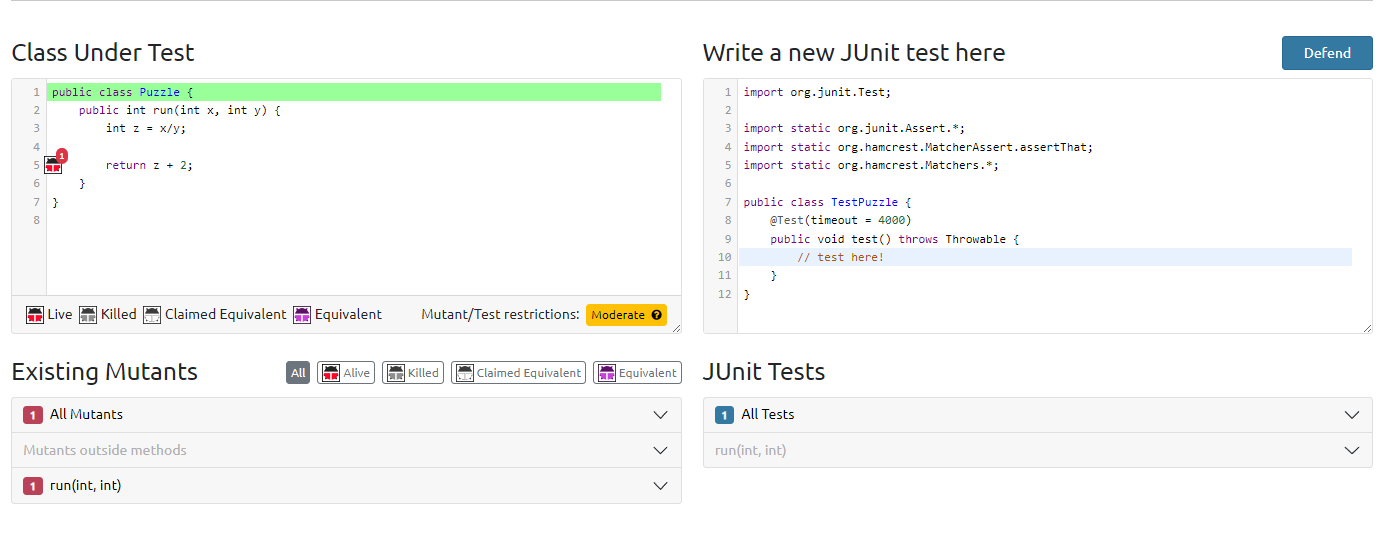 Class Under Test
1 public class Puzzle {
2 public int run(int x, int y) {
3 int z = x/y;
4
5 1 return z + 2;
6 }
7 }
8
Live Killed Claimed Equivalent Equivalent Mutant/Test restrictions: Moderate ?
Write a new JUnit test here Defend
1 import org.junit.Test;
2
3 import static org.junit.Assert.*;
4 import static org.hamcrest.MatcherAssert.assertThat;
5 import static org.hamcrest.Matchers.*;
6
7 public class TestPuzzle {
8 @Test(timeout = 4000)
9 public void test() throws Throwable {
10 // test here!
11 }
12 }
Existing Mutants All Alive Killed Claimed Equivalent Equivalent
1 All Mutants
Mutants outside methods
1 run(int, int)
JUnit Tests
1 All Tests
run(int, int)